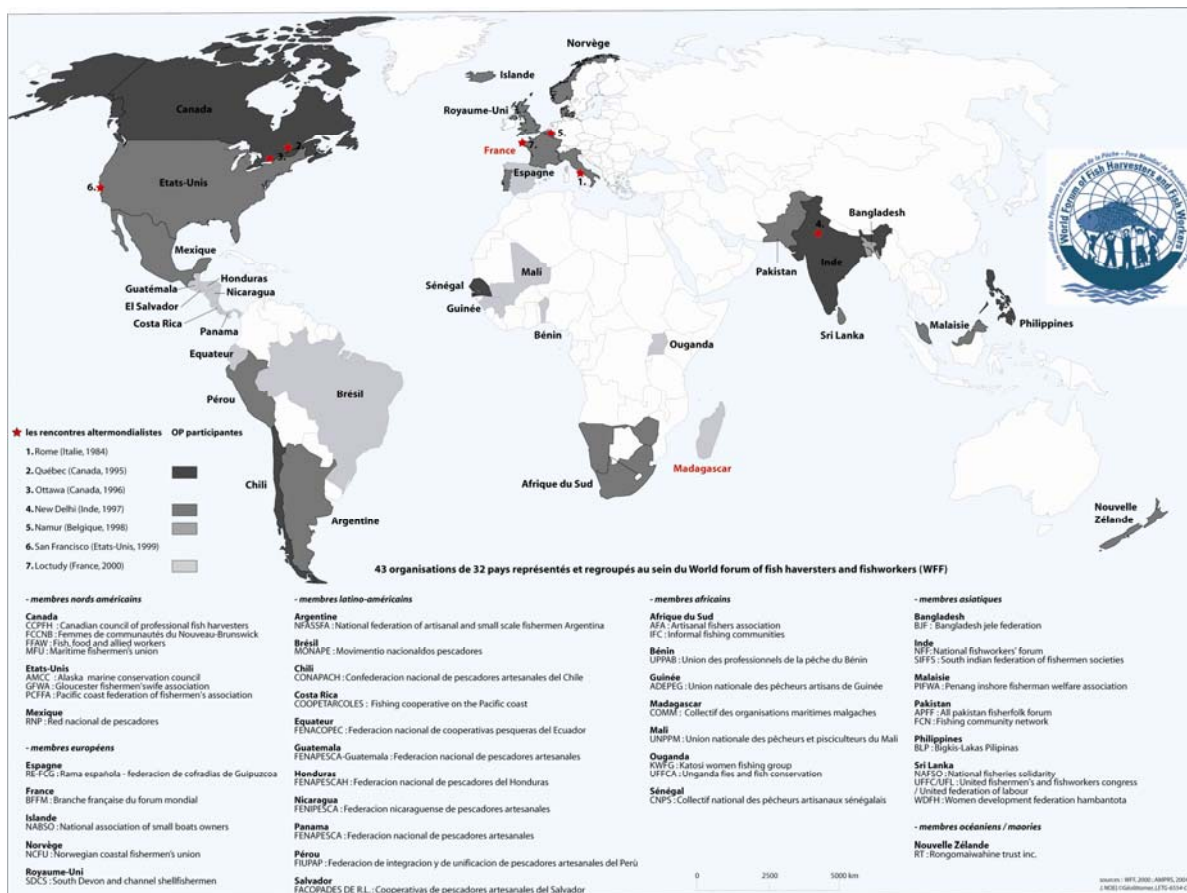 Norvège
Islande
Royaume-Uni
Canada
5.
2.
3.
7.
France
Espagne
1.
6.
Etats-Unis
4.
Bangladesh
Mexique
Mali
Pakistan
Inde
Honduras
Guatémala
Nicaragua
Sénégal
El Salvador
Guinée
Costa Rica
Malaisie
Philippines
Panama
Bénin
Ouganda
Sri Lanka
Equateur
Brésil
Pérou
Madagascar
Afrique du Sud
Chili
Argentine
Nouvelle
Zélande
World Forum of Fish Harvesters and Fish Workers
les rencontres altermondialistes OP participantes
1. Rome (Italie, 1984)
2. Québec (Canada, 1995)
3. Ottawa (Canada, 1996)
4. New Delhi (Inde, 1997)
5. Namur (Belgique, 1998)
6. San Francisco (Etats-Unis, 1999)
7. Loctudy (France, 2000)
43 organisations de 32 pays représentés et regroupés au sein du World forum of fish haversters and fishworkers (WFF)
- membres nords américains
Canada
CCPFH : Canadian council of professional fish harvesters
FCCNB : Femmes de communautés du Nouveau-Brunswick
FFAW : Fish, food and allied workers
MFU : Maritime fishermen's union
Etats-Unis
AMCC : Alaska marine conservation council
GFWA : Gloucester fishermen'swife association
PCFFA : Pacific coast federation of fishermen's association
Mexique
RNP : Red nacional de pescadores
- membres européens
Espagne
RE-FCG : Rama española - federacion de cofradias de Guipuzcoa
France
BFFM : Branche française du forum mondial
Islande
NABSO : National association of small boats owners
Norvège
NCFU : Norwegian coastal fishermen's union
Royaume-Uni
SDCS : South Devon and channel shellfishermen
- membres latino-américains
Argentine
NFASSFA : National federation of artisanal and small scale fishermen Argentina
Brésil
MONAPE : Movimentio nacionaldos pescadores
Chili
CONAPACH : Confederacion nacional de pescadores artesanales del Chile
Costa Rica
COOPETARCOLES : Fishing cooperative on the Pacific coast
Equateur
FENACOPEC : Federacion nacional de cooperativas pesqueras del Ecuador
Guatemala
FENAPESCA-Guatemala : Federacion nacional de pescadores artesanales
Honduras
FENAPESCAH : Federacion nacional de pescadores del Honduras
Nicaragua
FENIPESCA : Federacion nicaraguense de pescadores artesanales
Panama
FENAPESCA : Federacion nacional de pescadores artesanales
Pérou
FIUPAP : Federacion de integracion y de unificacion de pescadores artesanales del Perù
Salvador
FACOPADES DE R.L. : Cooperativas de pescadores artesanales del Salvador
- membres africains
Afrique du Sud
AFA : Artisanal fishers association
IFC : Informal fishing communities
Bénin
UPPAB : Union des professionnels de la pêche du Bénin
Guinée
ADEPEG : Union nationale des pêcheurs artisans de Guinée
Madagascar
COMM : Collectif des organisations maritimes malgaches
Mali
UNPPM : Union nationale des pêcheurs et pisciculteurs du Mali
Ouganda
KWFG : Katosi women fishing group
UFFCA : Unganda fies and fish conservation
Sénégal
CNPS : Collectif national des pêcheurs artisanaux sénégalais
- membres asiatiques
Bangladesh
BJF : Bangladesh jele federation
Inde
NFF: National fishworkers' forum
SIFFS : South indian federation of fishermen societies
Malaisie
PIFWA : Penang inshore fisherman welfare association
Pakistan
APFF : All pakistan fisherfolk forum
FCN : Fishing community network
Philippines
BLP : Bigkis-Lakas Pilipinas
Sri Lanka
NAFSO : National fisheries solidarity
UFFC/UFL : United fishermen's and fishworkers congress
/ United federation of labour
WDFH : Women development federation hambantota
- membres océaniens / maories
Nouvelle Zélande
RT : Rongomaiwahine trust inc.
0 2500 5000 km
sources : WFF, 2000 ; AMPRS, 2004